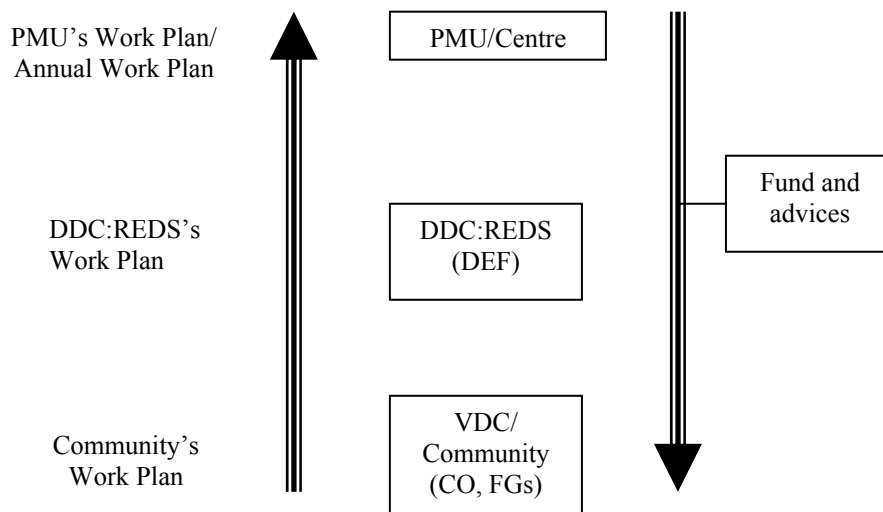 PMU’s Work Plan/
Annual Work Plan
PMU/Centre
Fund and
advices
DDC:REDS’s
Work Plan
DDC:REDS
(DEF)
Community’s
Work Plan
VDC/
Community
(CO, FGs)